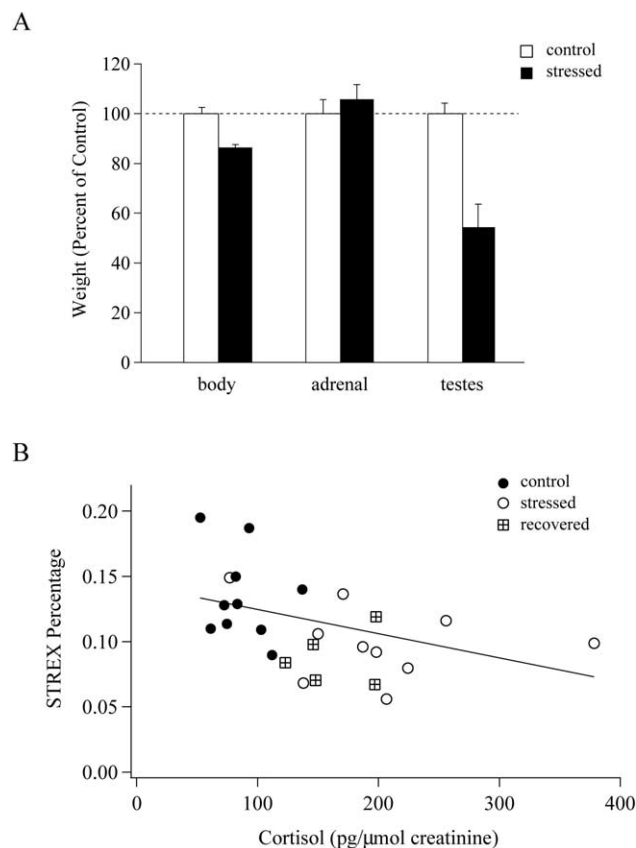 A
control
stressed
120
100
80
60
40
20
0
Weight (Percent of Control)
body adrenal testes
B
control
stressed
recovered
0.20
0.15
0.10
0.05
0.00
STREX Percentage
0 100 200 300 400
Cortisol (pg/μmol creatinine)